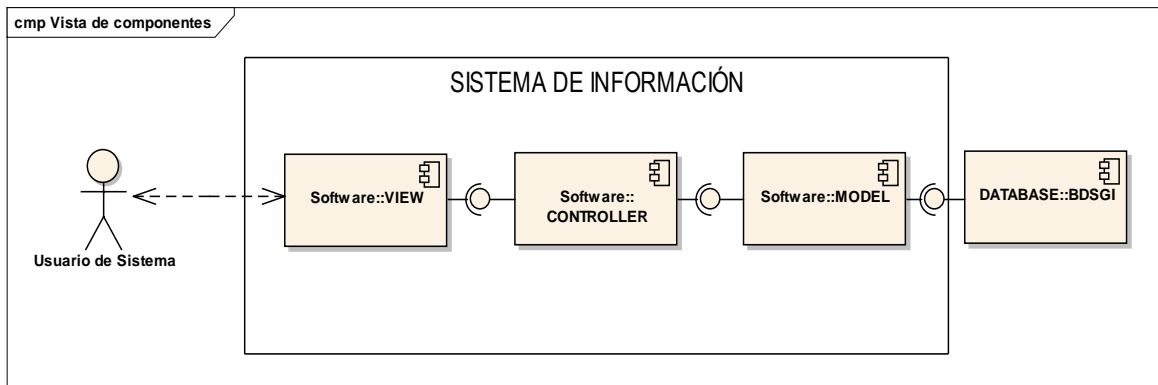 cmp Vista de componentes
SISTEMA DE INFORMACIÓN
Software::VIEW
Software::
CONTROLLER
Software::MODEL
DATABASE::BDSGI
Usuario de Sistema